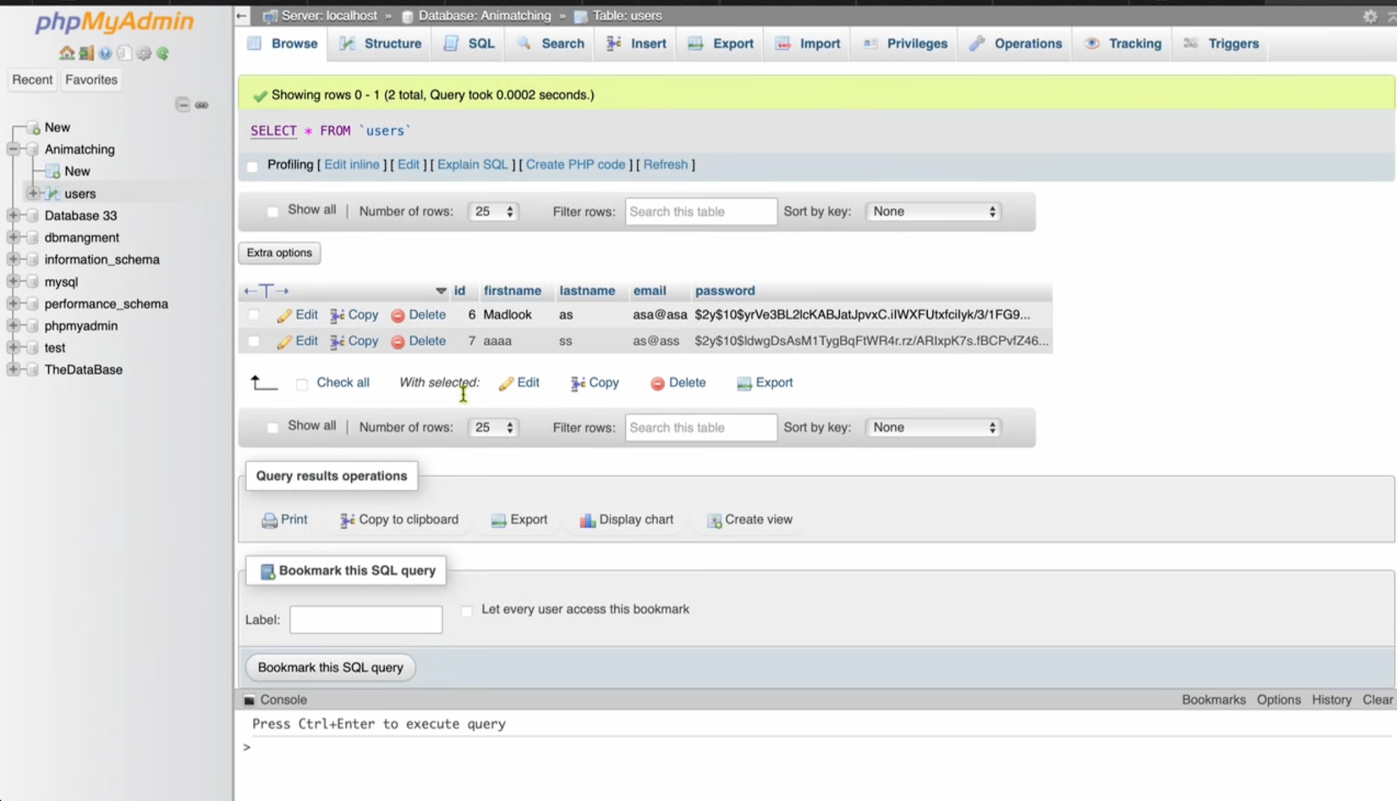 phpMyAdmin
Server: localhost » Database: Animatching » Table: users
Browse Structure SQL Search Insert Export Import Privileges Operations Tracking Triggers
Recent Favorites
New
Animatching
New
users
Database 33
dbmangment
information_schema
mysql
performance_schema
phpmyadmin
test
TheDataBase
Showing rows 0 - 1 (2 total, Query took 0.0002 seconds.)
SELECT * FROM `users`
Profiling [ Edit inline ] [ Edit ] [ Explain SQL ] [ Create PHP code ] [ Refresh ]
Show all | Number of rows: 25 Filter rows: Search this table Sort by key: None
Extra options
id firstname lastname email password
Edit Copy Delete 6 Madlook as asa@asa $2y$10$yrVe3BL2lcKABJatJpvxC.iIWXFUtxfcilyk/3/1FG9...
Edit Copy Delete 7 aaaa ss as@ass $2y$10$ldwgDsAsM1TygBqFtWR4r.rz/ARIxpK7s.fBCPvfZ46...
Check all With selected: Edit Copy Delete Export
Show all | Number of rows: 25 Filter rows: Search this table Sort by key: None
Query results operations
Print Copy to clipboard Export Display chart Create view
Bookmark this SQL query
Label: Let every user access this bookmark
Bookmark this SQL query
Console Bookmarks Options History Clear
Press Ctrl+Enter to execute query
>